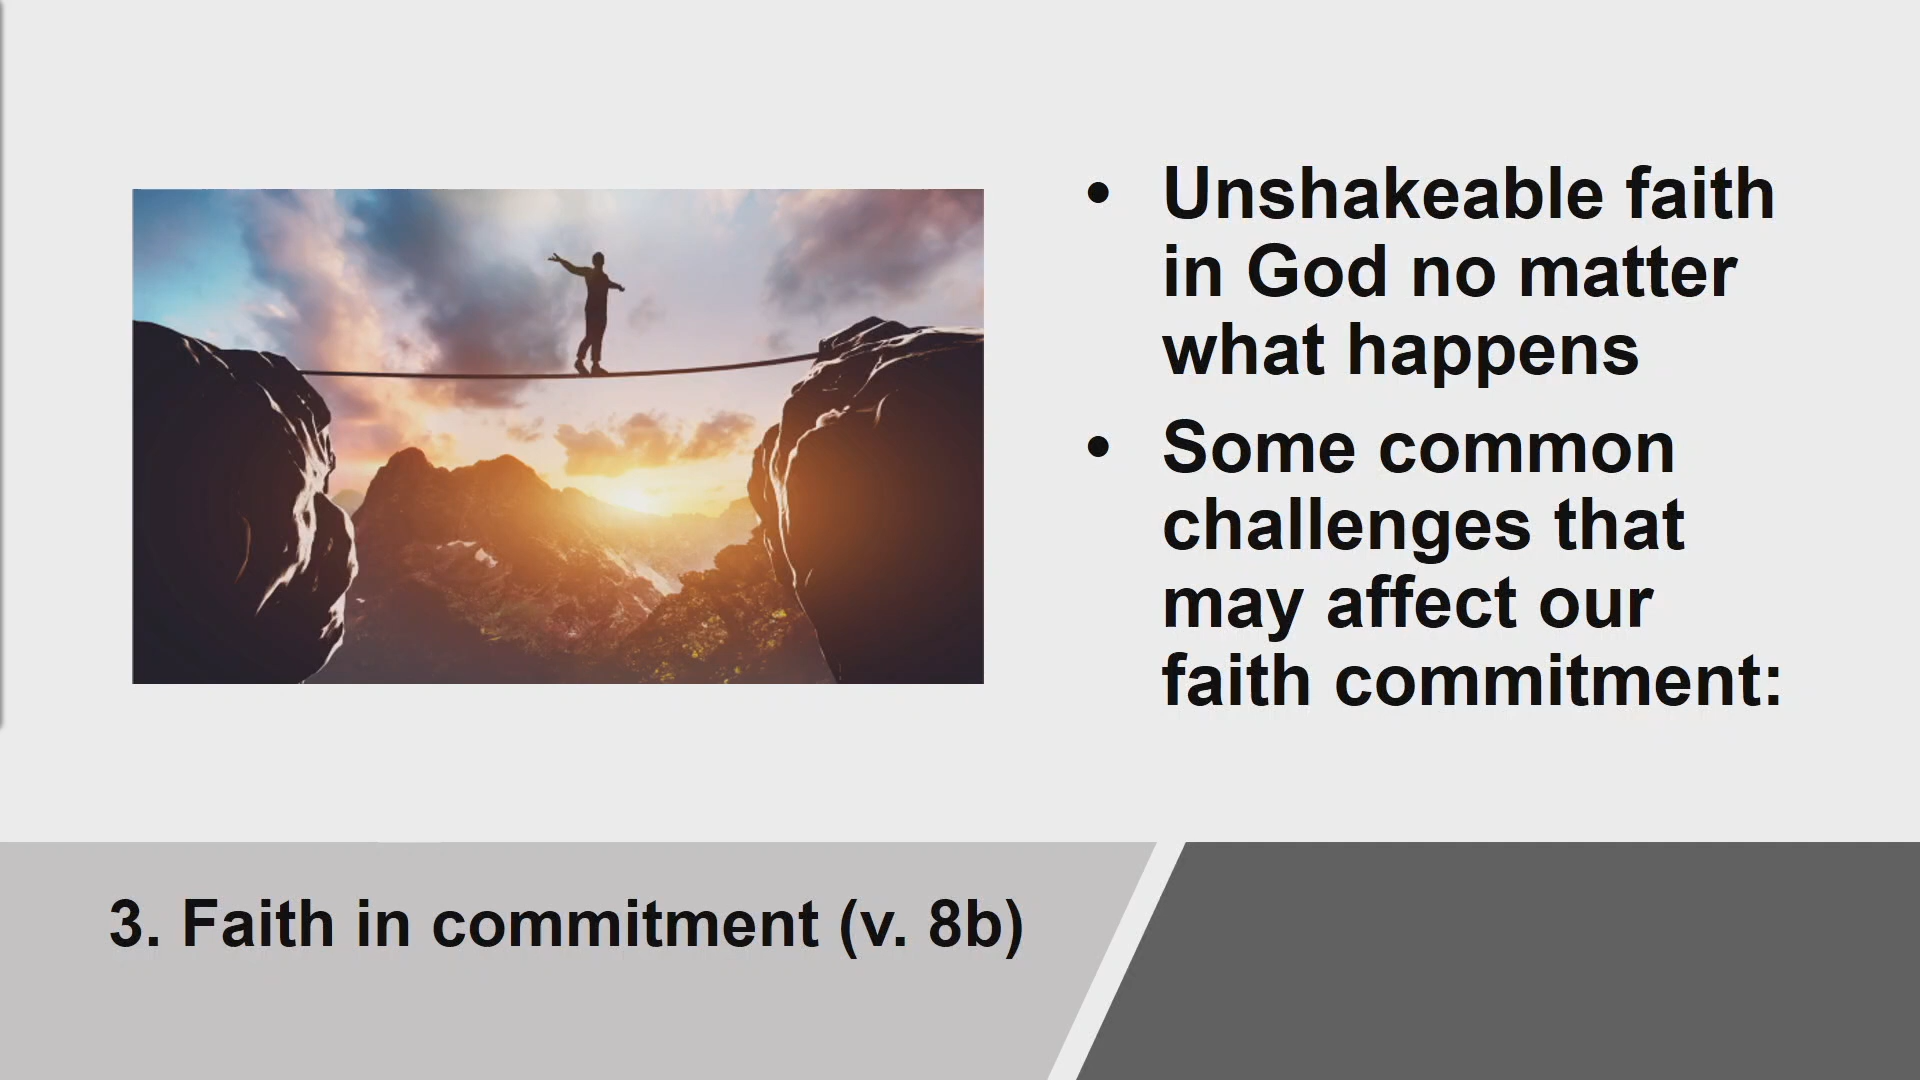 • Unshakeable faith
in God no matter
what happens
• Some common
challenges that
may affect our
faith commitment:
3. Faith in commitment (v. 8b)